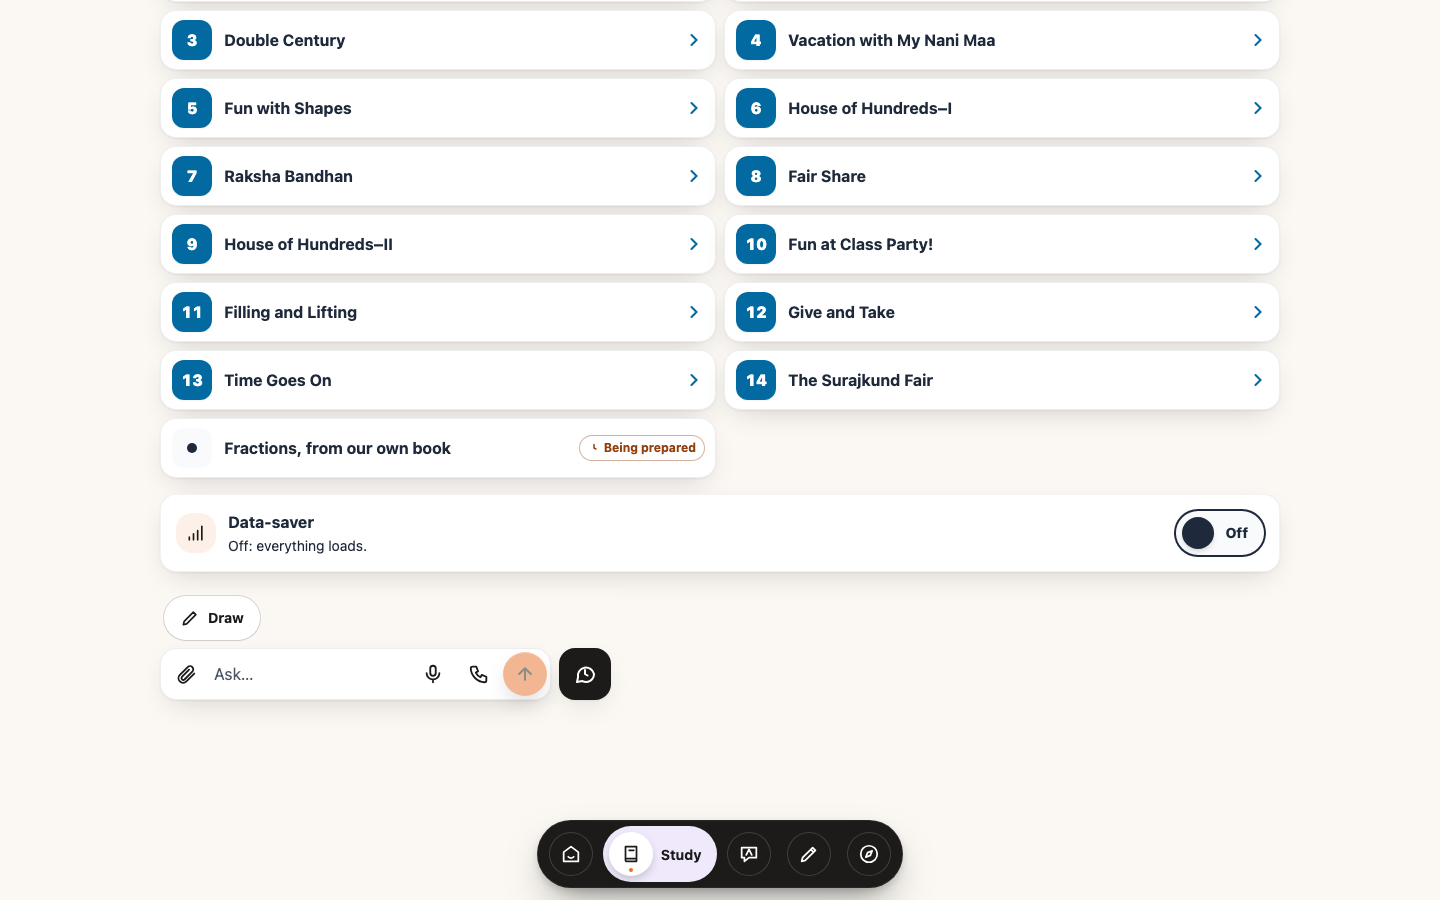 3 Double Century
4 Vacation with My Nani Maa
5 Fun with Shapes
6 House of Hundreds–I
7 Raksha Bandhan
8 Fair Share
9 House of Hundreds–II
10 Fun at Class Party!
11 Filling and Lifting
12 Give and Take
13 Time Goes On
14 The Surajkund Fair
Fractions, from our own book Being prepared
Data-saver
Off: everything loads.
Off
Draw
Ask...
Study